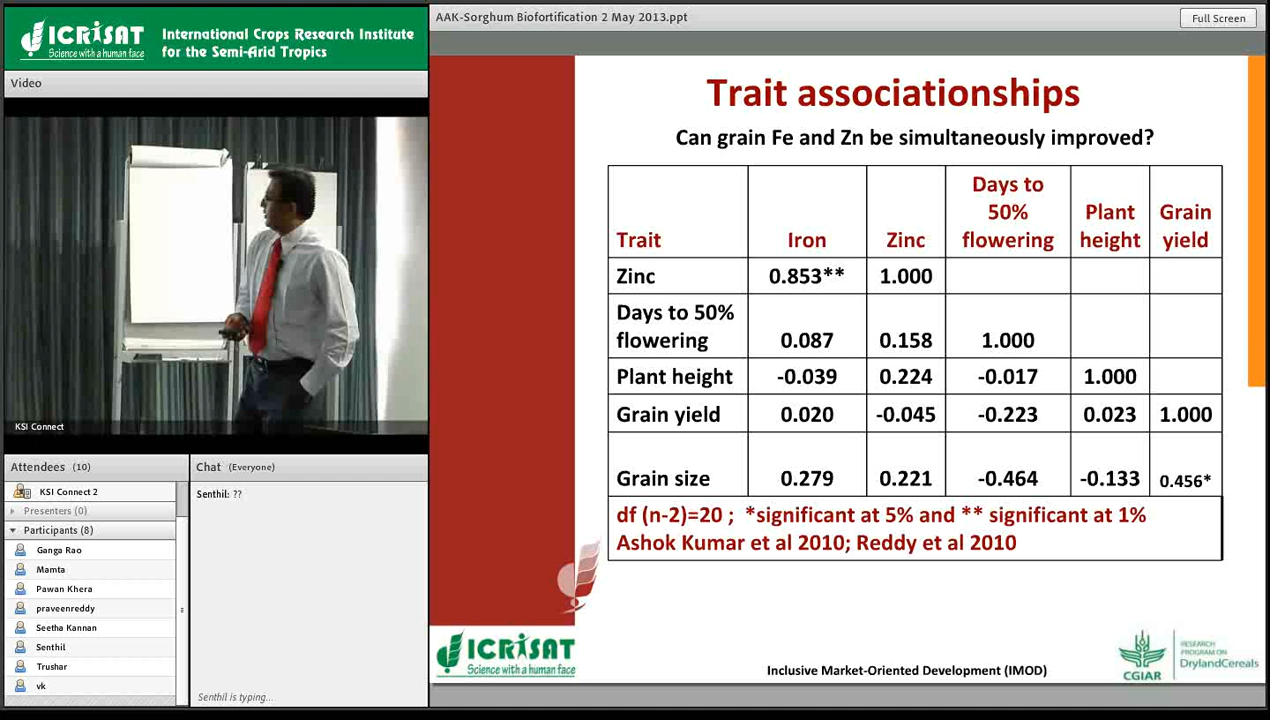 AAK-Sorghum Biofortification 2 May 2013.ppt
Full Screen
ICRISAT
Science with a human face
International Crops Research Institute
for the Semi-Arid Tropics
Video
KSI Connect
Attendees (10)
KSI Connect 2
Presenters (0)
Participants (8)
Ganga Rao
Mamta
Pawan Khera
praveenreddy
Seetha Kannan
Senthil
Trushar
vk
Chat (Everyone)
Senthil: ??
Senthil is typing...
Trait associationships
Can grain Fe and Zn be simultaneously improved?
Trait Iron Zinc Days to 50% flowering Plant height Grain yield
Zinc 0.853** 1.000
Days to 50% flowering 0.087 0.158 1.000
Plant height -0.039 0.224 -0.017 1.000
Grain yield 0.020 -0.045 -0.223 0.023 1.000
Grain size 0.279 0.221 -0.464 -0.133 0.456*
df (n-2)=20 ; *significant at 5% and ** significant at 1%
Ashok Kumar et al 2010; Reddy et al 2010
ICRISAT
Science with a human face
Inclusive Market-Oriented Development (IMOD)
CGIAR
RESEARCH
PROGRAM ON
DrylandCereals